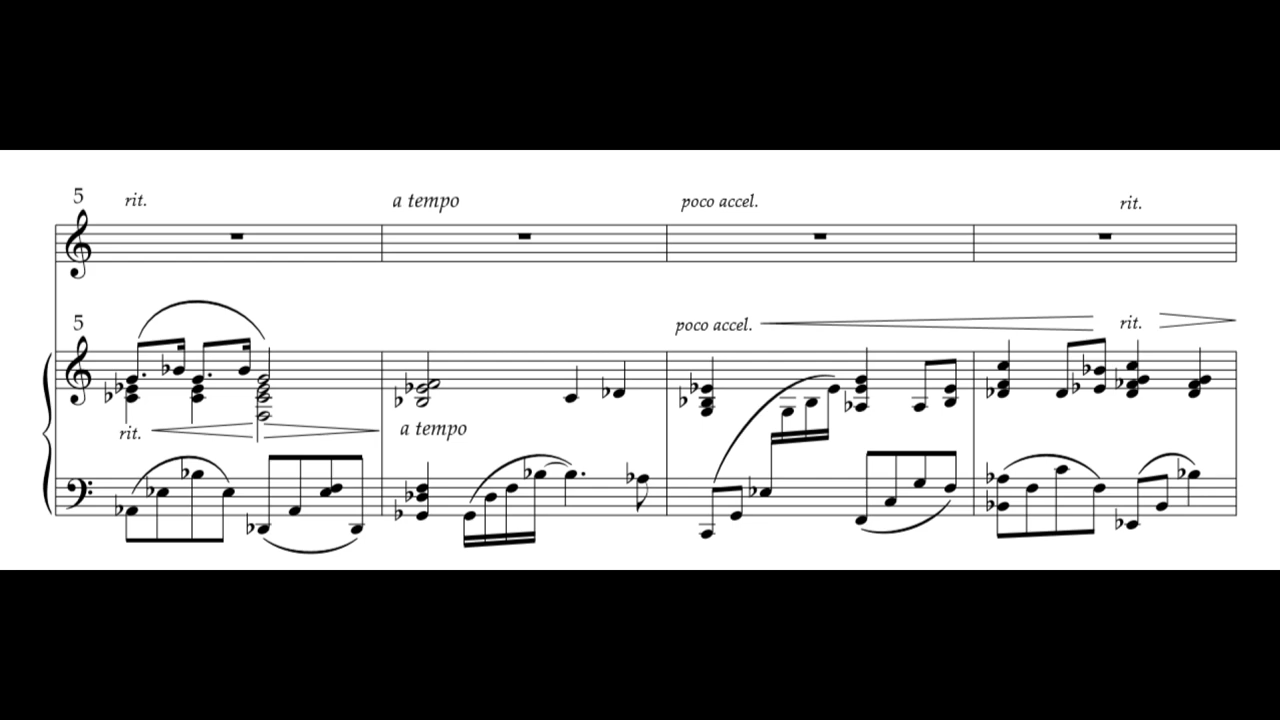 5 rit. a tempo poco accel. rit.
5 poco accel. rit.
rit. a tempo